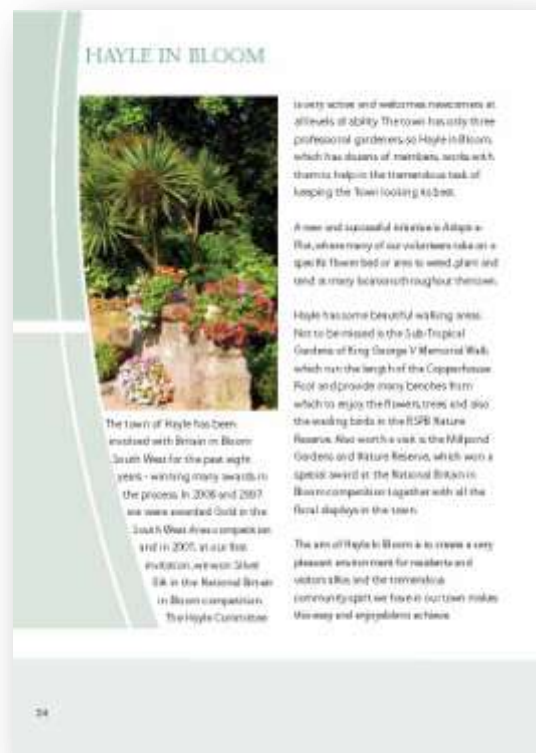 HAYLE IN BLOOM
The town of Hayle has been
involved with Britain in Bloom
South West for the past eight
years - winning many awards in
the process. In 2006 and 2007
we were awarded Gold in the
South West Area competition
and in 2007, at our first
invitation, we won Silver
Gilt in the National Britain
in Bloom competition.
The Hayle Committee
is very active and welcomes newcomers at
all levels of ability. The town has only three
professional gardeners, so Hayle in Bloom,
which has dozens of members, works with
them to help in the tremendous task of
keeping the Town looking its best.
A new and successful initiative is Adopt-a-
Plot, where many of our volunteers take on a
specific flower bed or area to weed, plant and
tend at many locations throughout the town.
Hayle has some beautiful walking areas.
Not to be missed is the Sub-Tropical
Gardens of King George V Memorial Walk
which run the length of the Copperhouse
Pool and provide many benches from
which to enjoy the flowers, trees and also
the wading birds in the RSPB Nature
Reserve. Also worth a visit is the Millpond
Gardens and Nature Reserve, which won a
special award at the National Britain in
Bloom competition together with all the
floral displays in the town.
The aim of Hayle In Bloom is to create a very
pleasant environment for residents and
visitors alike and the tremendous
community spirit we have in our town makes
this easy and enjoyable to achieve.